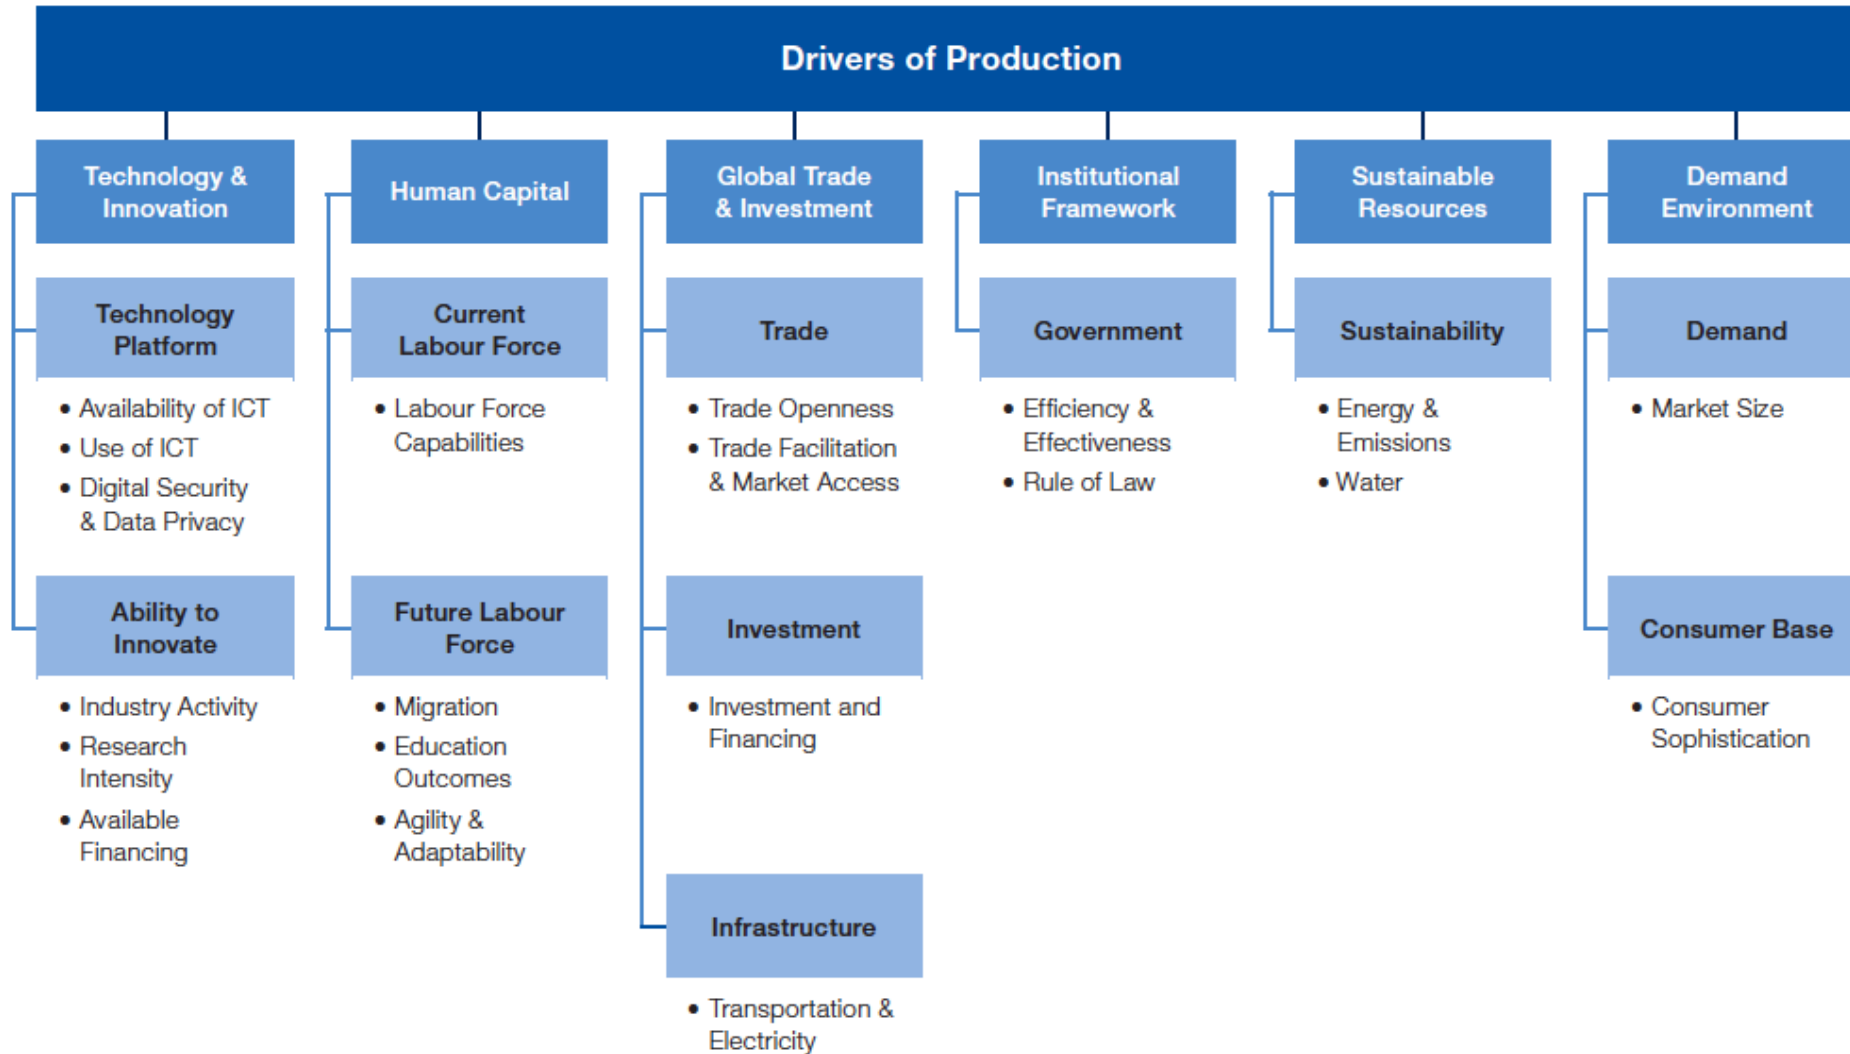 Drivers of Production
Technology &
Innovation
Technology
Platform
• Availability of ICT
• Use of ICT
• Digital Security
& Data Privacy
Ability to
Innovate
• Industry Activity
• Research
Intensity
• Available
Financing
Human Capital
Current
Labour Force
• Labour Force
Capabilities
Future Labour
Force
• Migration
• Education
Outcomes
• Agility &
Adaptability
Global Trade
& Investment
Trade
• Trade Openness
• Trade Facilitation
& Market Access
Investment
• Investment and
Financing
Infrastructure
• Transportation &
Electricity
Institutional
Framework
Government
• Efficiency &
Effectiveness
• Rule of Law
Sustainable
Resources
Sustainability
• Energy &
Emissions
• Water
Demand
Environment
Demand
• Market Size
Consumer Base
• Consumer
Sophistication